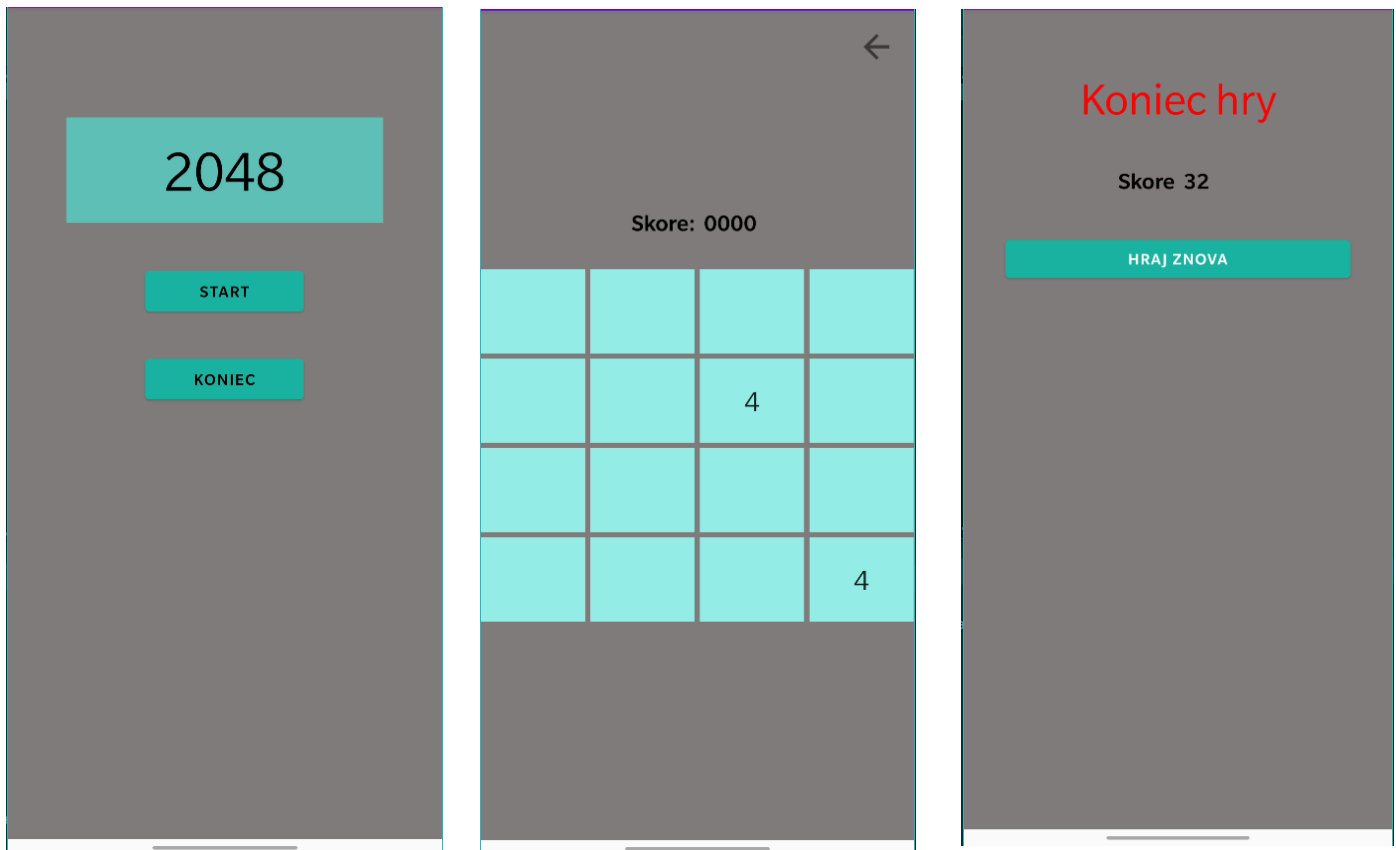 2048
START
KONIEC
Skore: 0000
4
4
Koniec hry
Skore 32
HRAJ ZNOVA